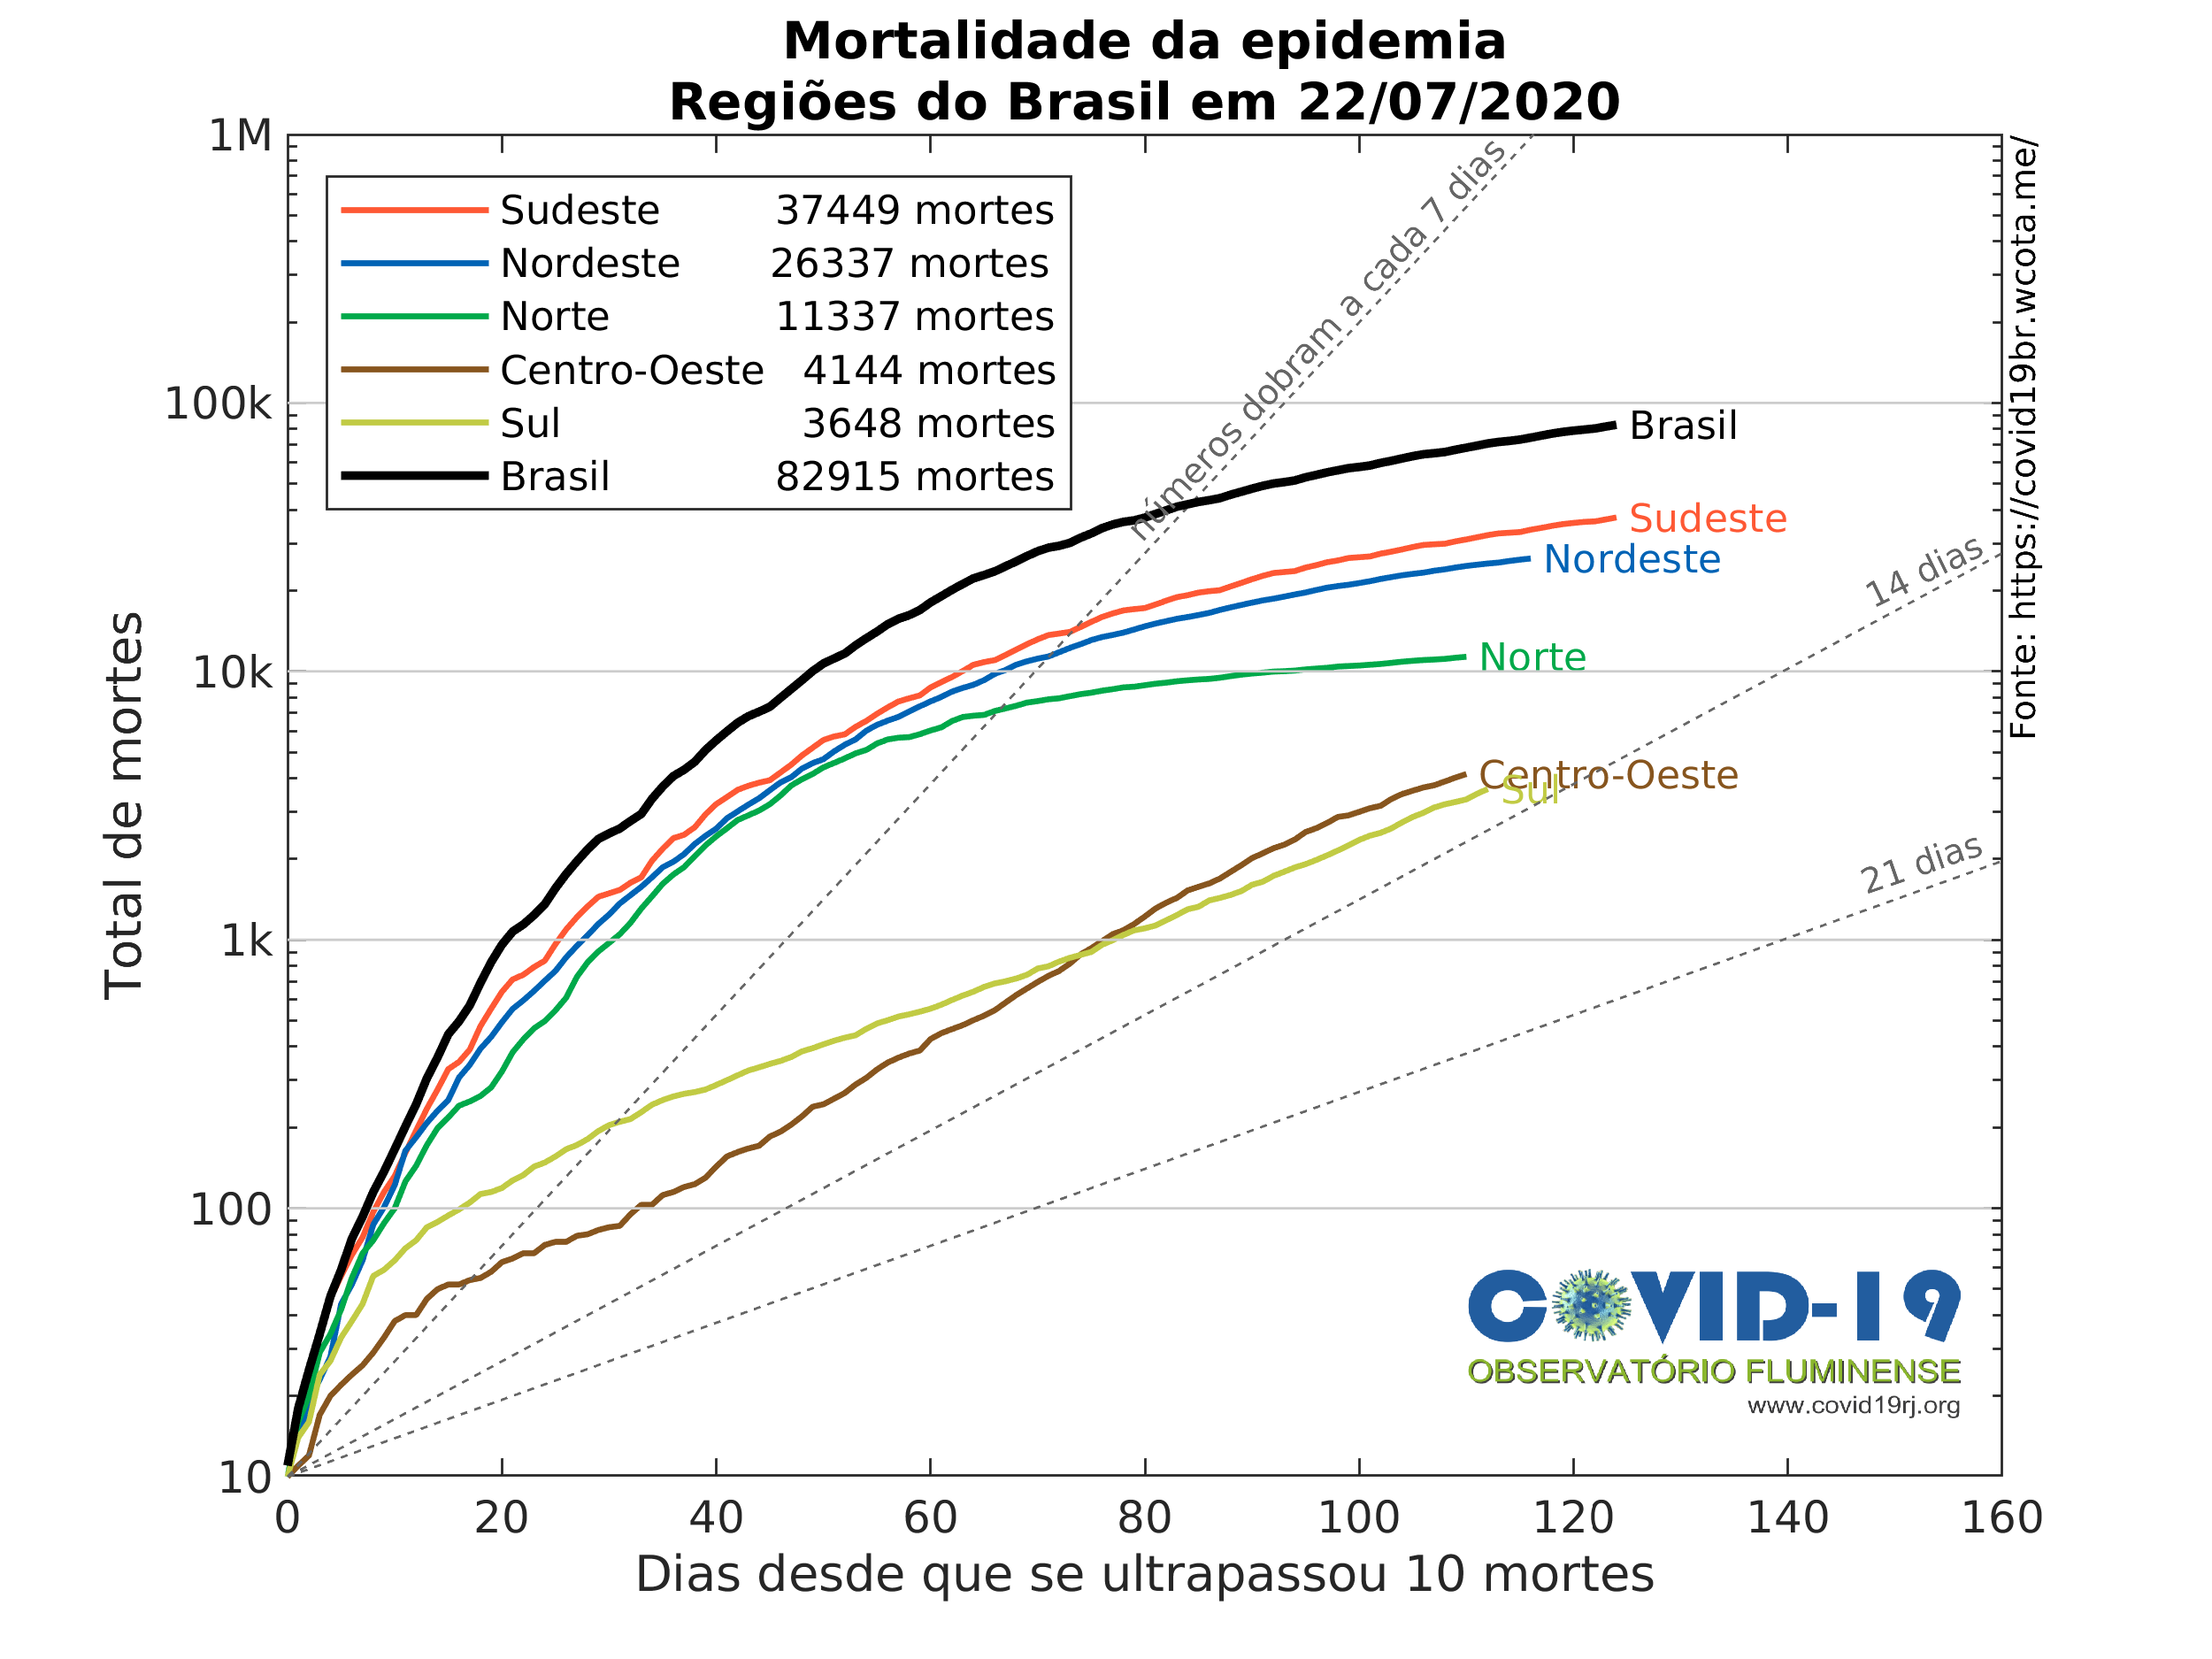 Mortalidade da epidemia
Regiões do Brasil em 22/07/2020
1M
100k
10k
1k
100
10
Total de mortes
Sudeste 37449 mortes
Nordeste 26337 mortes
Norte 11337 mortes
Centro-Oeste 4144 mortes
Sul 3648 mortes
Brasil 82915 mortes
números dobram a cada 7 dias
14 dias
21 dias
Brasil
Sudeste
Nordeste
Norte
Centro-Oeste
Sul
Fonte: https://covid19br.wcota.me/
COVID-19
OBSERVATÓRIO FLUMINENSE
www.covid19rj.org
0 20 40 60 80 100 120 140 160
Dias desde que se ultrapassou 10 mortes